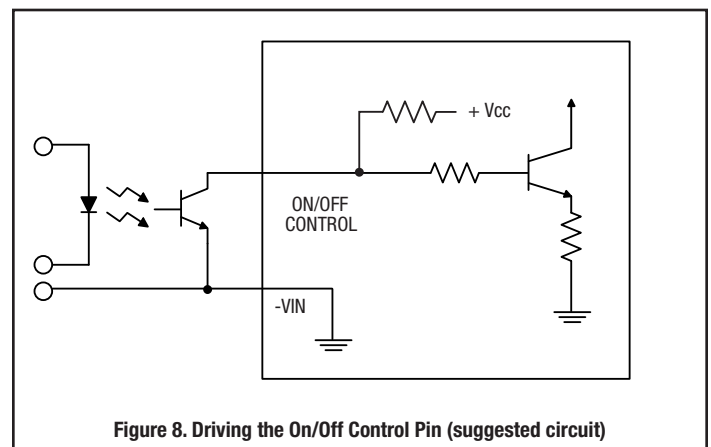 + Vcc
ON/OFF
CONTROL
-VIN
Figure 8. Driving the On/Off Control Pin (suggested circuit)